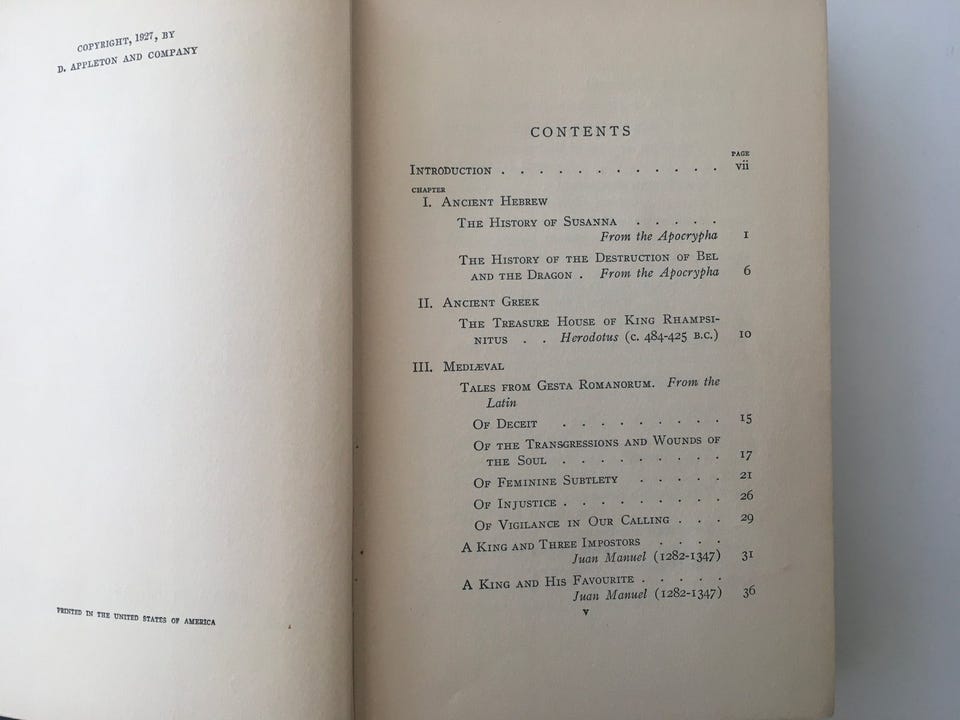 COPYRIGHT, 1927, BY
D. APPLETON AND COMPANY
PRINTED IN THE UNITED STATES OF AMERICA
CONTENTS
PAGE
INTRODUCTION . . . . . . . . . . . . vii
CHAPTER
I. ANCIENT HEBREW
THE HISTORY OF SUSANNA . . . . .
From the Apocrypha 1
THE HISTORY OF THE DESTRUCTION OF BEL
AND THE DRAGON . From the Apocrypha 6
II. ANCIENT GREEK
THE TREASURE HOUSE OF KING RHAMPSI-
NITUS . . Herodotus (c. 484-425 B.C.) 10
III. MEDIÆVAL
TALES FROM GESTA ROMANORUM. From the
Latin
OF DECEIT . . . . . . . . . 15
OF THE TRANSGRESSIONS AND WOUNDS OF
THE SOUL . . . . . . . . . 17
OF FEMININE SUBTLETY . . . . . 21
OF INJUSTICE . . . . . . . . . 26
OF VIGILANCE IN OUR CALLING . . . 29
A KING AND THREE IMPOSTORS . . . .
Juan Manuel (1282-1347) 31
A KING AND HIS FAVOURITE . . . . .
Juan Manuel (1282-1347) 36
v